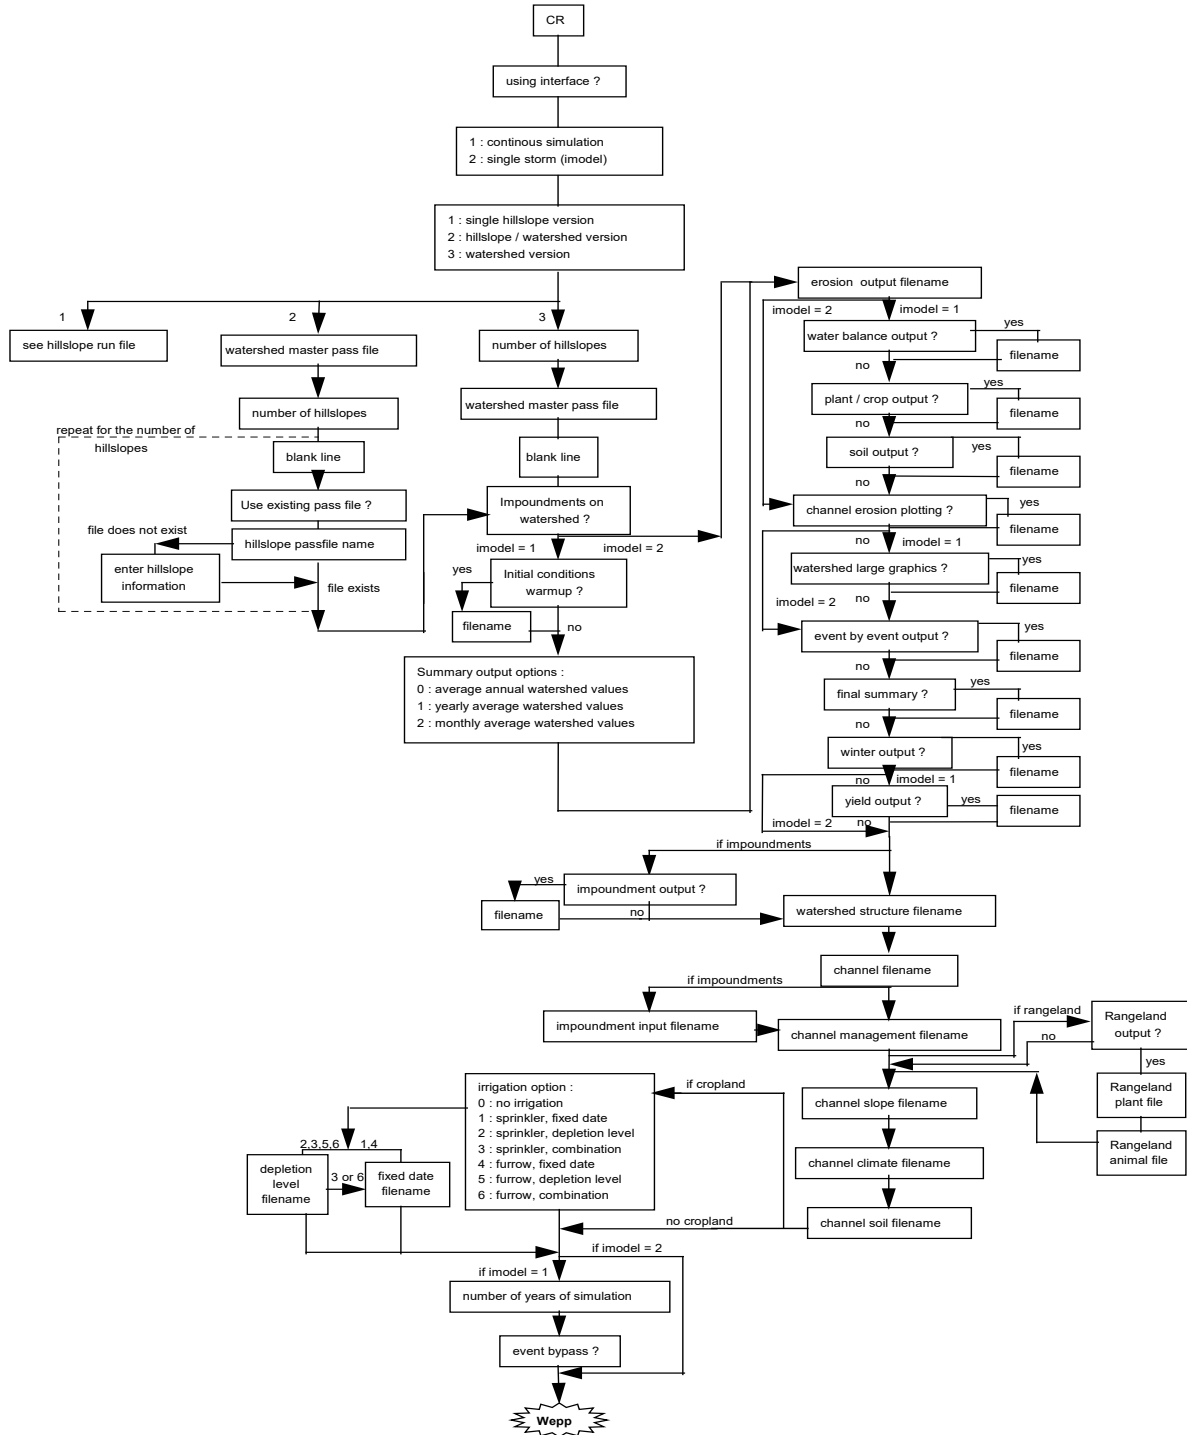 CR
using interface ?
1 : continous simulation
2 : single storm (imodel)
1 : single hillslope version
2 : hillslope / watershed version
3 : watershed version
1
2
3
see hillslope run file
watershed master pass file
number of hillslopes
number of hillslopes
watershed master pass file
repeat for the number of
hillslopes
blank line
blank line
Use existing pass file ?
Impoundments on
watershed ?
file does not exist
hillslope passfile name
imodel = 1
imodel = 2
enter hillslope
information
file exists
yes
Initial conditions
warmup ?
filename
no
Summary output options :
0 : average annual watershed values
1 : yearly average watershed values
2 : monthly average watershed values
erosion output filename
imodel = 2
imodel = 1
water balance output ?
yes
filename
no
plant / crop output ?
yes
filename
no
soil output ?
yes
filename
no
channel erosion plotting ?
yes
filename
no
imodel = 1
watershed large graphics ?
yes
filename
imodel = 2
no
event by event output ?
yes
filename
no
final summary ?
yes
filename
no
winter output ?
yes
filename
no
imodel = 1
yield output ?
yes
filename
imodel = 2
no
if impoundments
yes
impoundment output ?
filename
no
watershed structure filename
channel filename
if impoundments
impoundment input filename
channel management filename
if rangeland
Rangeland
output ?
no
yes
Rangeland
plant file
Rangeland
animal file
channel slope filename
channel climate filename
channel soil filename
if cropland
no cropland
irrigation option :
0 : no irrigation
1 : sprinkler, fixed date
2 : sprinkler, depletion level
3 : sprinkler, combination
4 : furrow, fixed date
5 : furrow, depletion level
6 : furrow, combination
2,3,5,6
1,4
depletion
level
filename
3 or 6
fixed date
filename
if imodel = 2
if imodel = 1
number of years of simulation
event bypass ?
Wepp